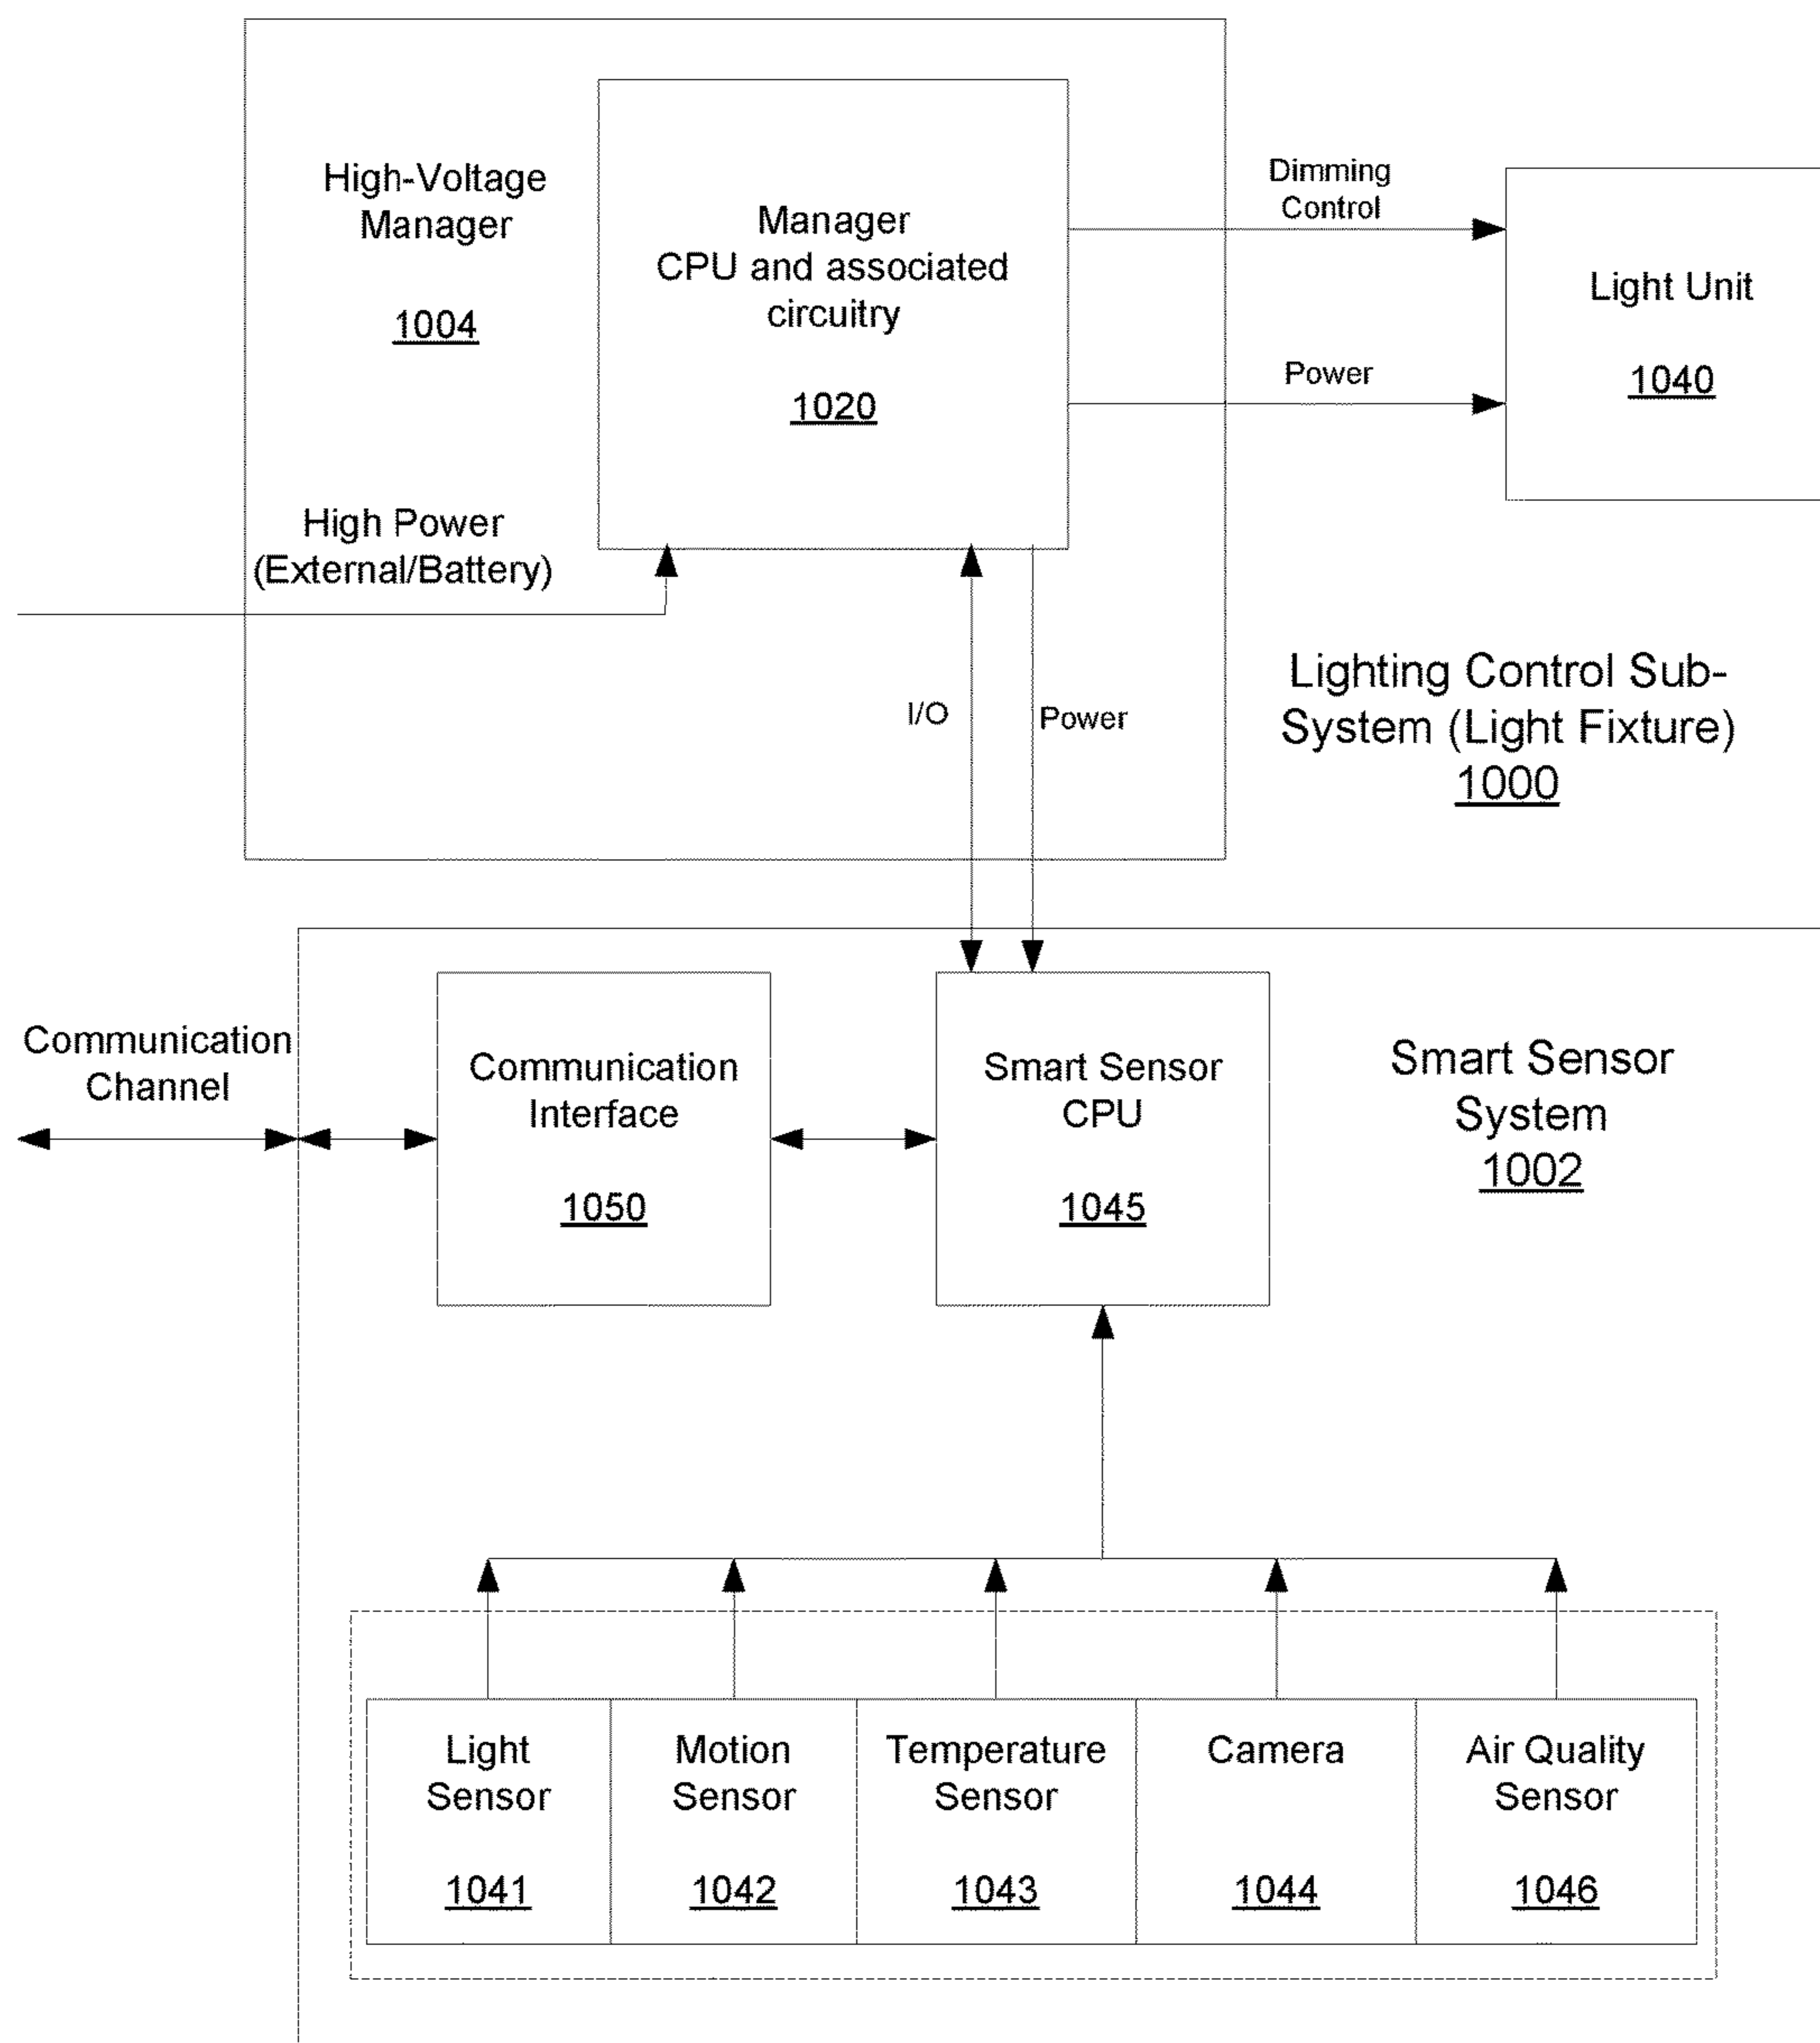 High-Voltage
Manager
1004
Manager
CPU and associated
circuitry
1020
Dimming
Control
Power
Light Unit
1040
High Power
(External/Battery)
I/O
Power
Lighting Control Sub-
System (Light Fixture)
1000
Communication
Channel
Communication
Interface
1050
Smart Sensor
CPU
1045
Smart Sensor
System
1002
Light
Sensor
1041
Motion
Sensor
1042
Temperature
Sensor
1043
Camera
1044
Air Quality
Sensor
1046